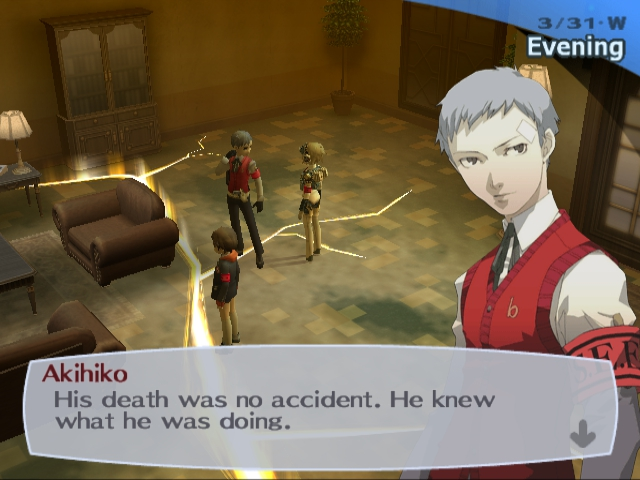 3/31·W
Evening
b
S.E.E.
Akihiko
His death was no accident. He knew
what he was doing.